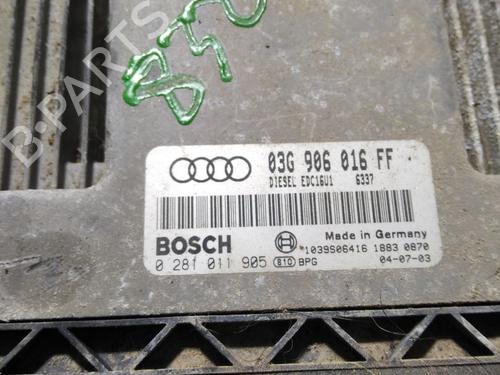 B-PARTS
03G 906 016 FF
DIESEL EDC16U1 6337
BOSCH
Made in Germany
1039S06416 1883 0870
0 281 011 905 810 BPG 04-07-03